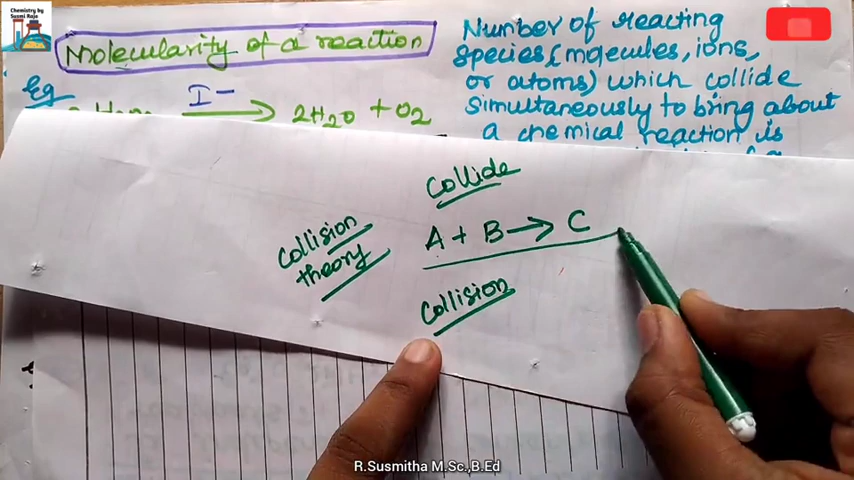 Chemistry by
Susmi Raja
Molecularity of a reaction
Eg
I-
→ 2H2O + O2
Number of reacting
species (molecules, ions,
or atoms) which collide
simultaneously to bring about
a chemical reaction is
Collide
Collision
theory
A + B → C
Collision
R.Susmitha M.Sc.,B.Ed